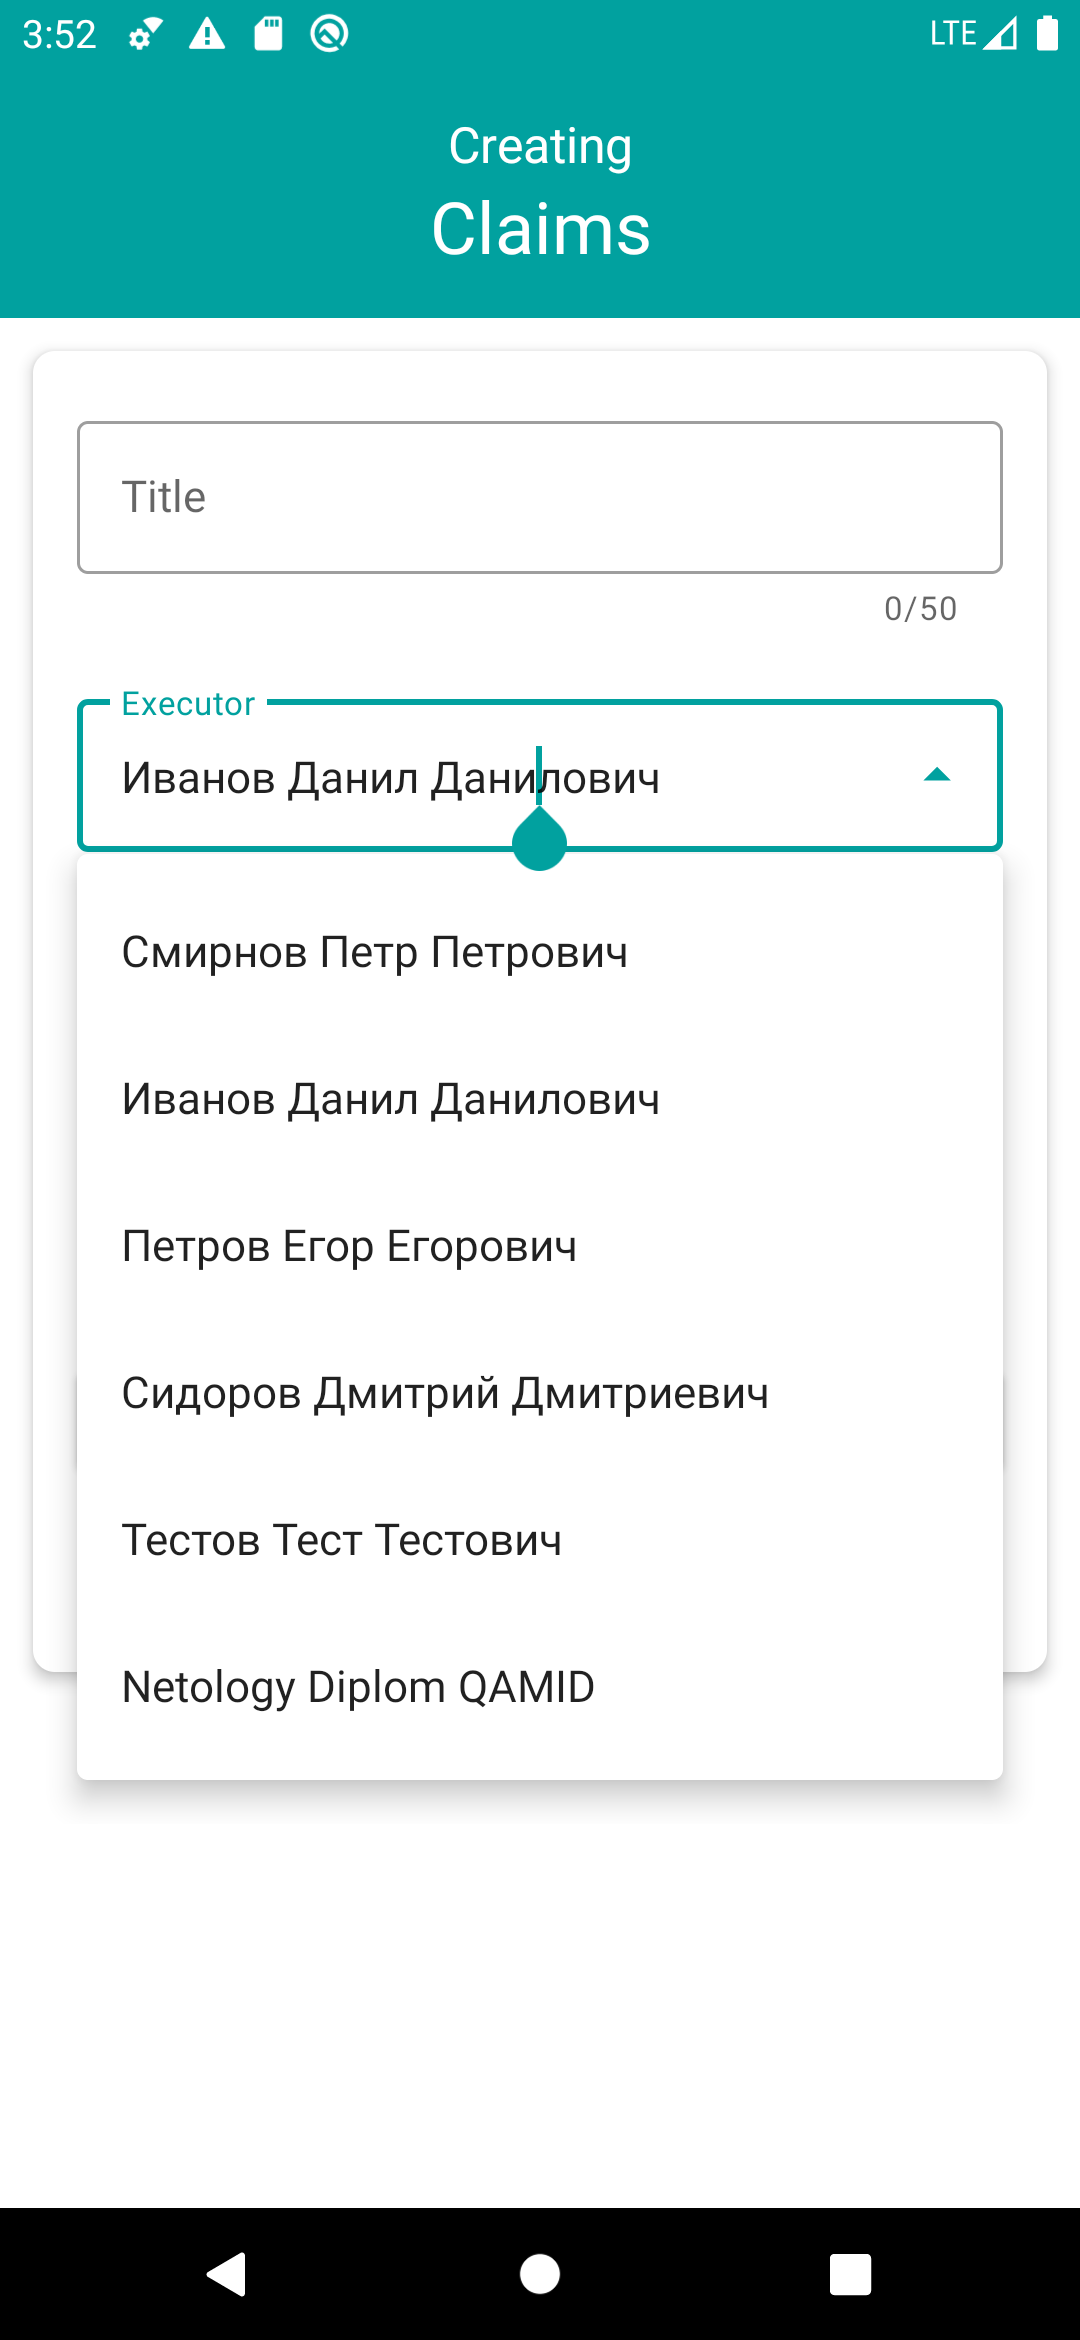 3:52
LTE
Creating
Claims
Title
0/50
Executor
Иванов Данил Данилович
Смирнов Петр Петрович
Иванов Данил Данилович
Петров Егор Егорович
Сидоров Дмитрий Дмитриевич
Тестов Тест Тестович
Netology Diplom QAMID